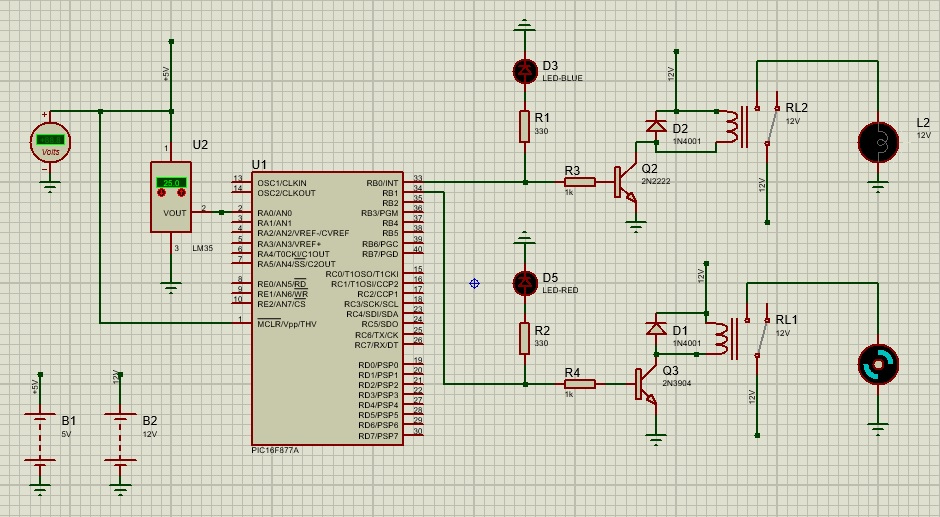 +5V
Volts
U2
1
25.0
VOUT
2
3
LM35
U1
13 OSC1/CLKIN
14 OSC2/CLKOUT
2 RA0/AN0
3 RA1/AN1
4 RA2/AN2/VREF-/CVREF
5 RA3/AN3/VREF+
6 RA4/T0CKI/C1OUT
7 RA5/AN4/SS/C2OUT
8 RE0/AN5/RD
9 RE1/AN6/WR
10 RE2/AN7/CS
1 MCLR/Vpp/THV
RB0/INT 33
RB1 34
RB2 35
RB3/PGM 36
RB4 37
RB5 38
RB6/PGC 39
RB7/PGD 40
RC0/T1OSO/T1CKI 15
RC1/T1OSI/CCP2 16
RC2/CCP1 17
RC3/SCK/SCL 18
RC4/SDI/SDA 23
RC5/SDO 24
RC6/TX/CK 25
RC7/RX/DT 26
RD0/PSP0 19
RD1/PSP1 20
RD2/PSP2 21
RD3/PSP3 22
RD4/PSP4 27
RD5/PSP5 28
RD6/PSP6 29
RD7/PSP7 30
PIC16F877A
D3
LED-BLUE
R1
330
R3
1k
Q2
2N2222
12V
D2
1N4001
RL2
12V
12V
L2
12V
D5
LED-RED
R2
330
R4
1k
Q3
2N3904
12V
D1
1N4001
RL1
12V
12V
+5V
B1
5V
12V
B2
12V